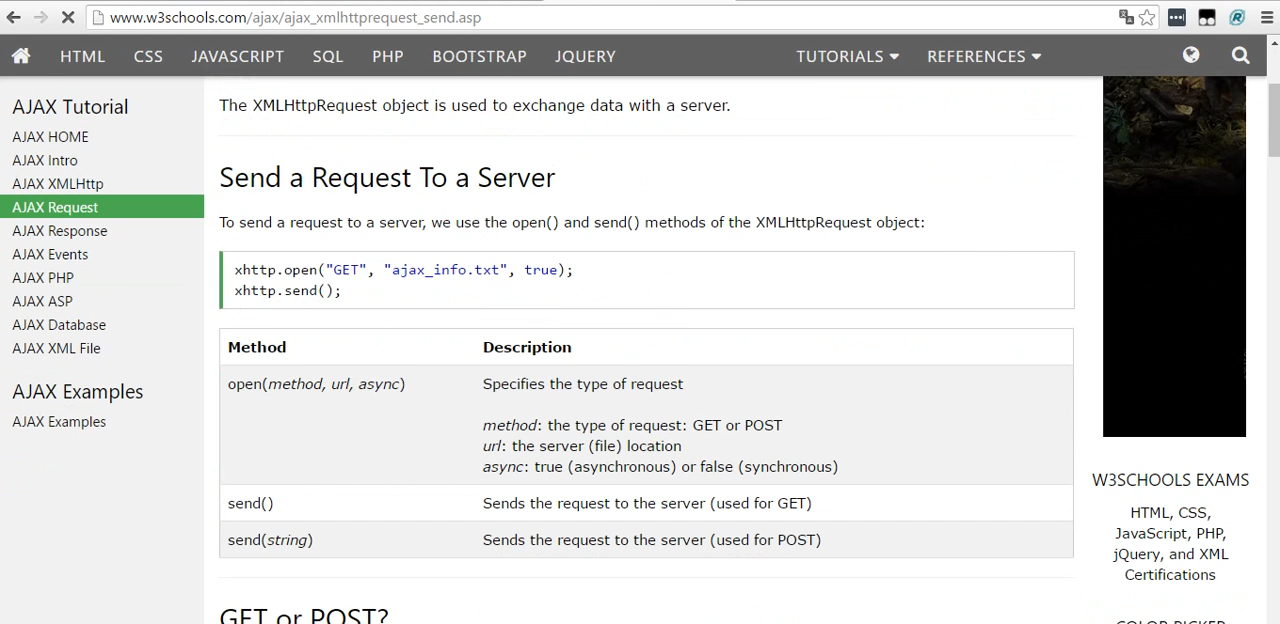 www.w3schools.com/ajax/ajax_xmlhttprequest_send.asp
HTML CSS JAVASCRIPT SQL PHP BOOTSTRAP JQUERY TUTORIALS REFERENCES
AJAX Tutorial
AJAX HOME
AJAX Intro
AJAX XMLHttp
AJAX Request
AJAX Response
AJAX Events
AJAX PHP
AJAX ASP
AJAX Database
AJAX XML File
AJAX Examples
AJAX Examples
The XMLHttpRequest object is used to exchange data with a server.
Send a Request To a Server
To send a request to a server, we use the open() and send() methods of the XMLHttpRequest object:
xhttp.open("GET", "ajax_info.txt", true);
xhttp.send();
Method Description
open(method, url, async) Specifies the type of request
method: the type of request: GET or POST
url: the server (file) location
async: true (asynchronous) or false (synchronous)
send() Sends the request to the server (used for GET)
send(string) Sends the request to the server (used for POST)
GET or POST?
W3SCHOOLS EXAMS
HTML, CSS,
JavaScript, PHP,
jQuery, and XML
Certifications
COLOR PICKER